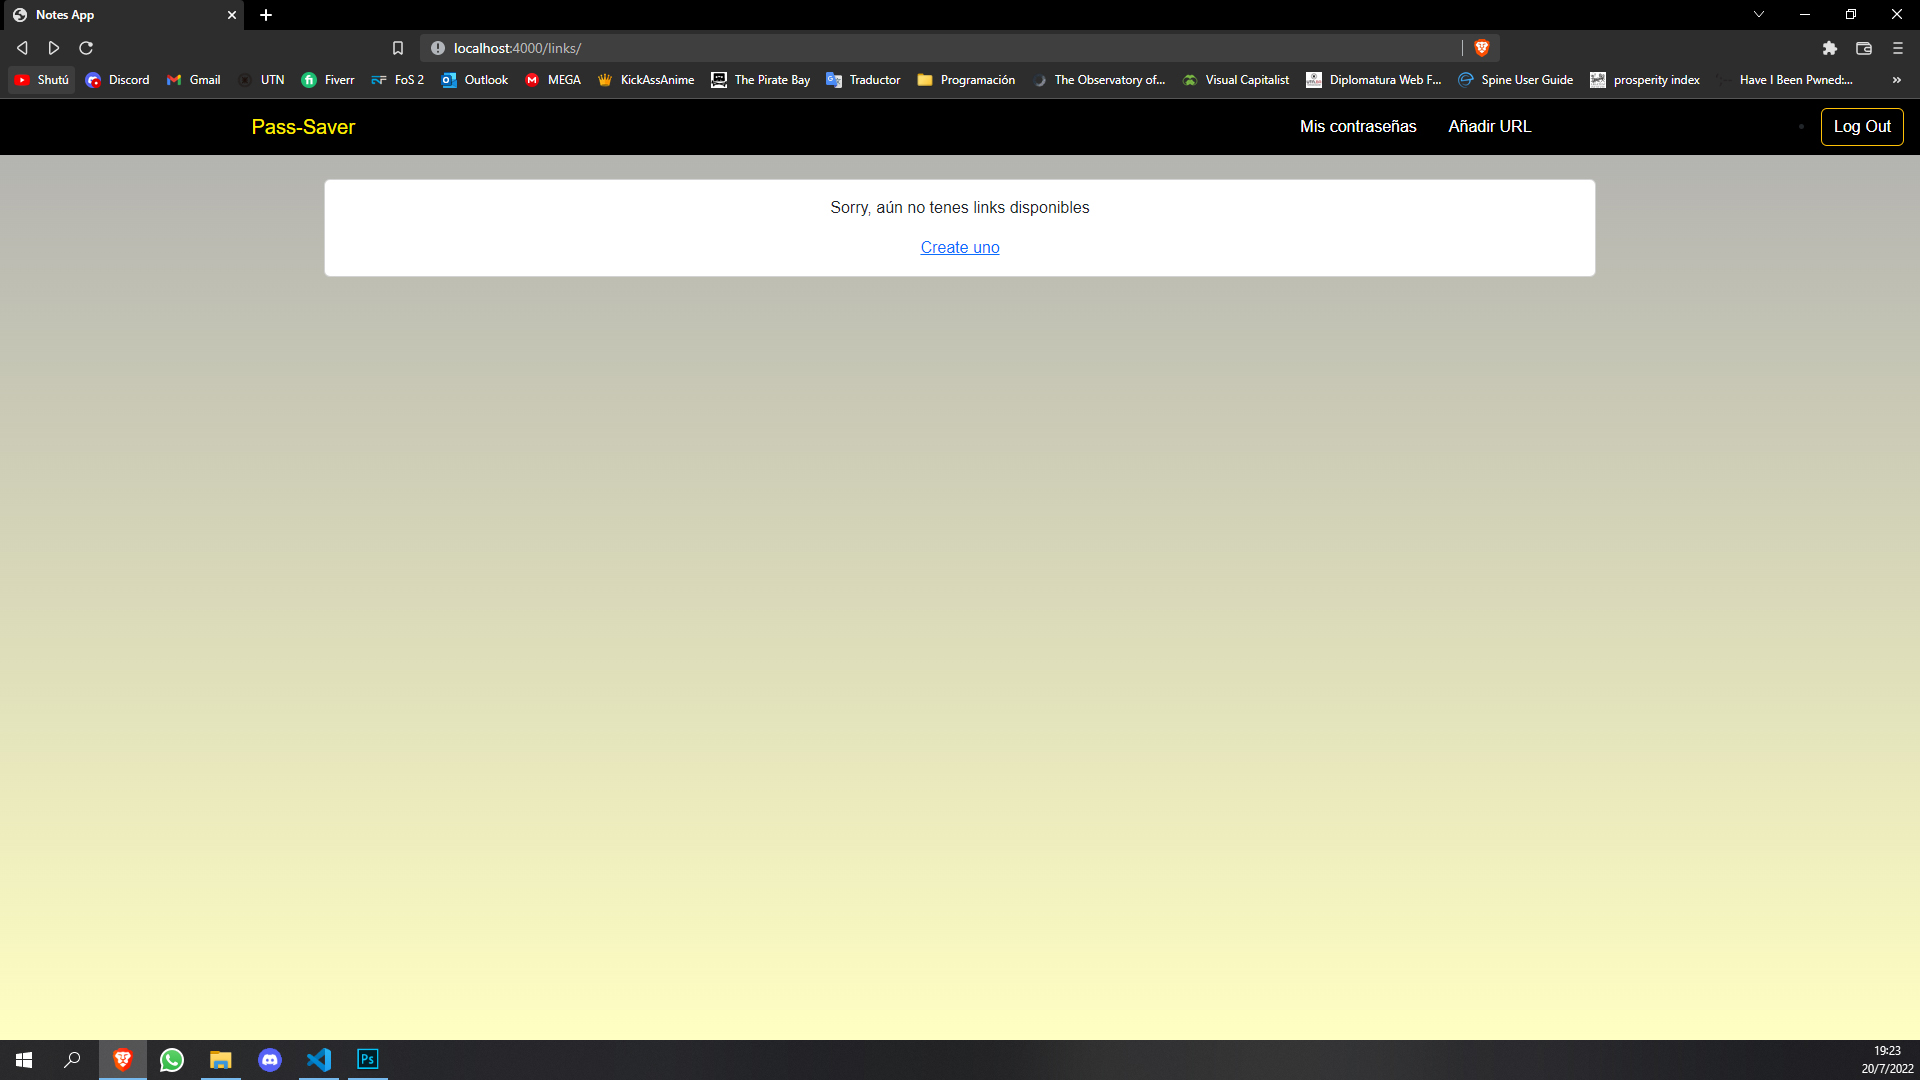 Notes App
localhost:4000/links/
Shutú Discord Gmail UTN Fiverr FoS 2 Outlook MEGA KickAssAnime The Pirate Bay Traductor Programación The Observatory of... Visual Capitalist Diplomatura Web F... Spine User Guide prosperity index Have I Been Pwned:... »
Pass-Saver Mis contraseñas Añadir URL Log Out
Sorry, aún no tenes links disponibles
Create uno
Ps
19:23
20/7/2022